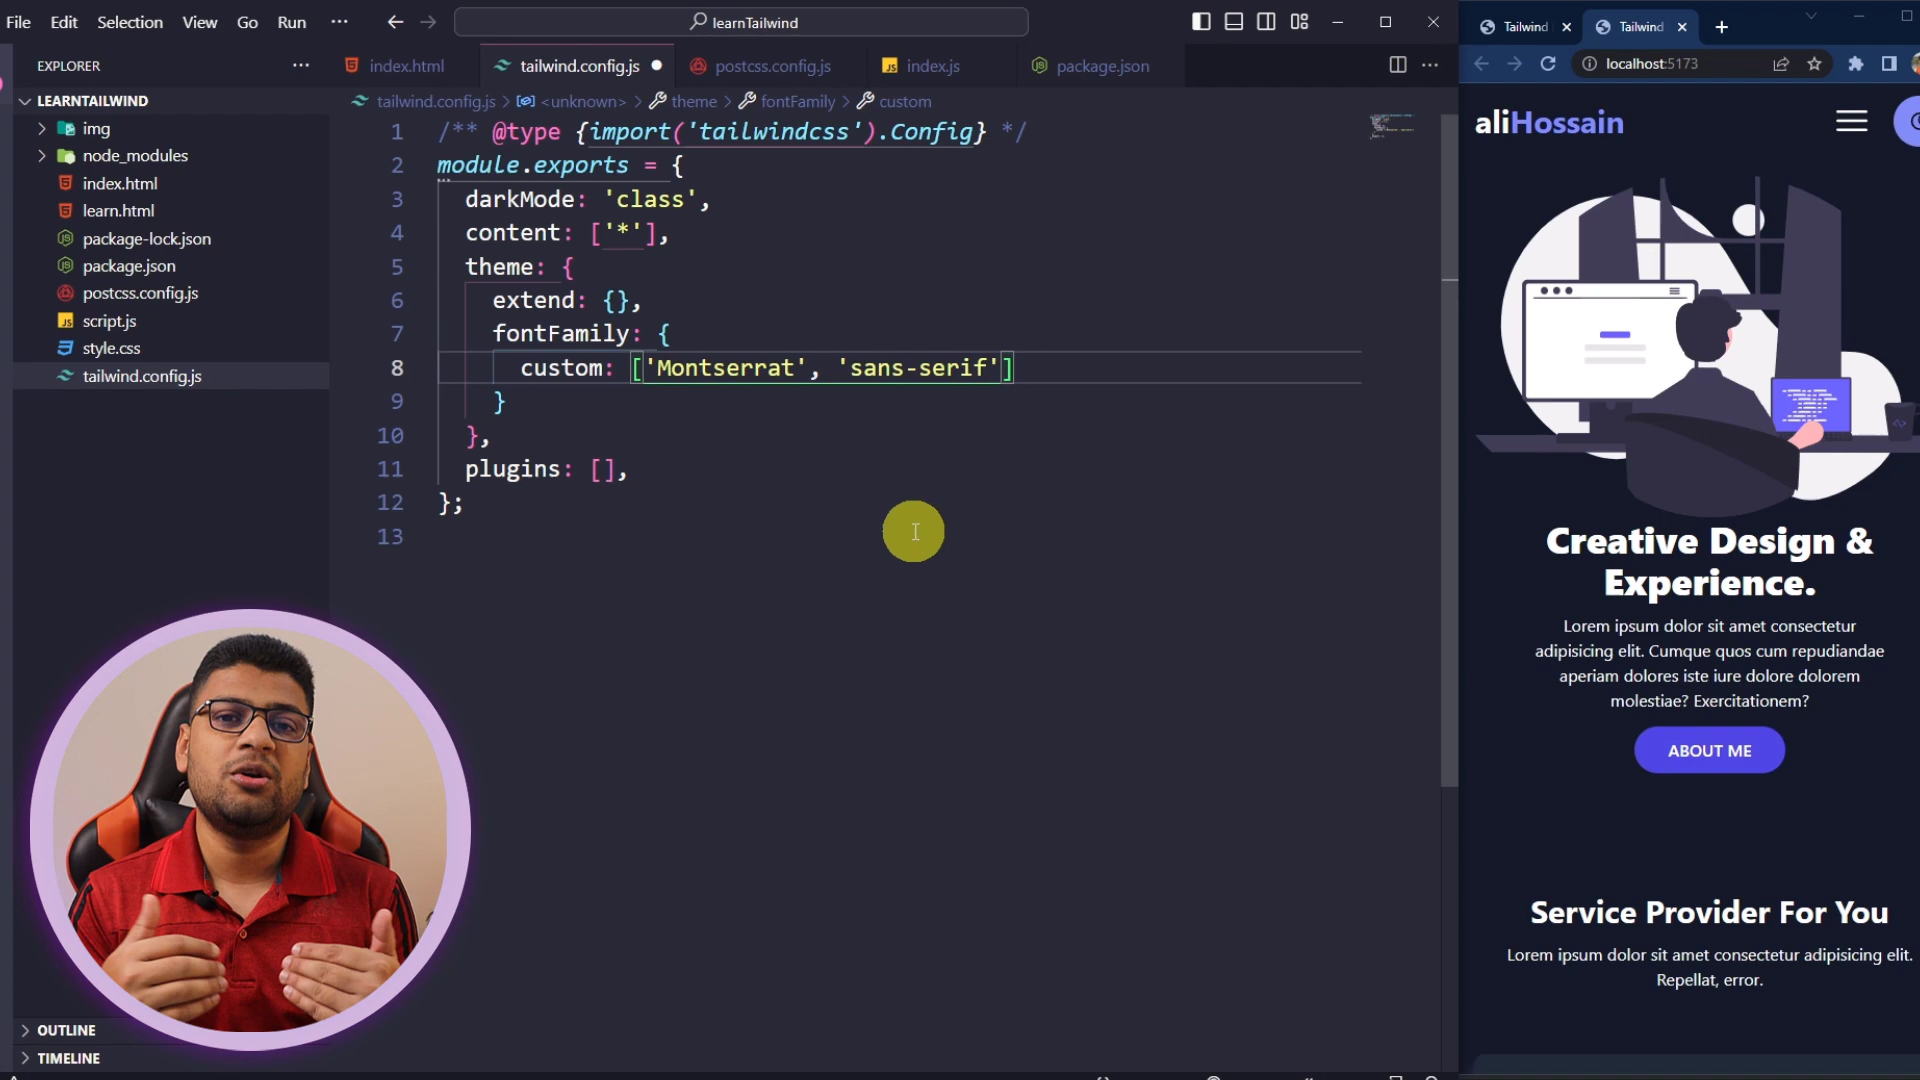 File Edit Selection View Go Run ··· learnTailwind
EXPLORER ···
LEARNTAILWIND
img
node_modules
index.html
learn.html
package-lock.json
package.json
postcss.config.js
script.js
style.css
tailwind.config.js
OUTLINE
TIMELINE
index.html tailwind.config.js postcss.config.js index.js package.json
tailwind.config.js > <unknown> > theme > fontFamily > custom
1 /** @type {import('tailwindcss').Config} */
2 module.exports = {
3 darkMode: 'class',
4 content: ['*'],
5 theme: {
6 extend: {},
7 fontFamily: {
8 custom: ['Montserrat', 'sans-serif']
9 }
10 },
11 plugins: [],
12 };
13
Tailwind Tailwind
localhost:5173
aliHossain
Creative Design &
Experience.
Lorem ipsum dolor sit amet consectetur
adipisicing elit. Cumque quos cum repudiandae
aperiam dolores iste iure dolore dolorem
molestiae? Exercitationem?
ABOUT ME
Service Provider For You
Lorem ipsum dolor sit amet consectetur adipisicing elit.
Repellat, error.